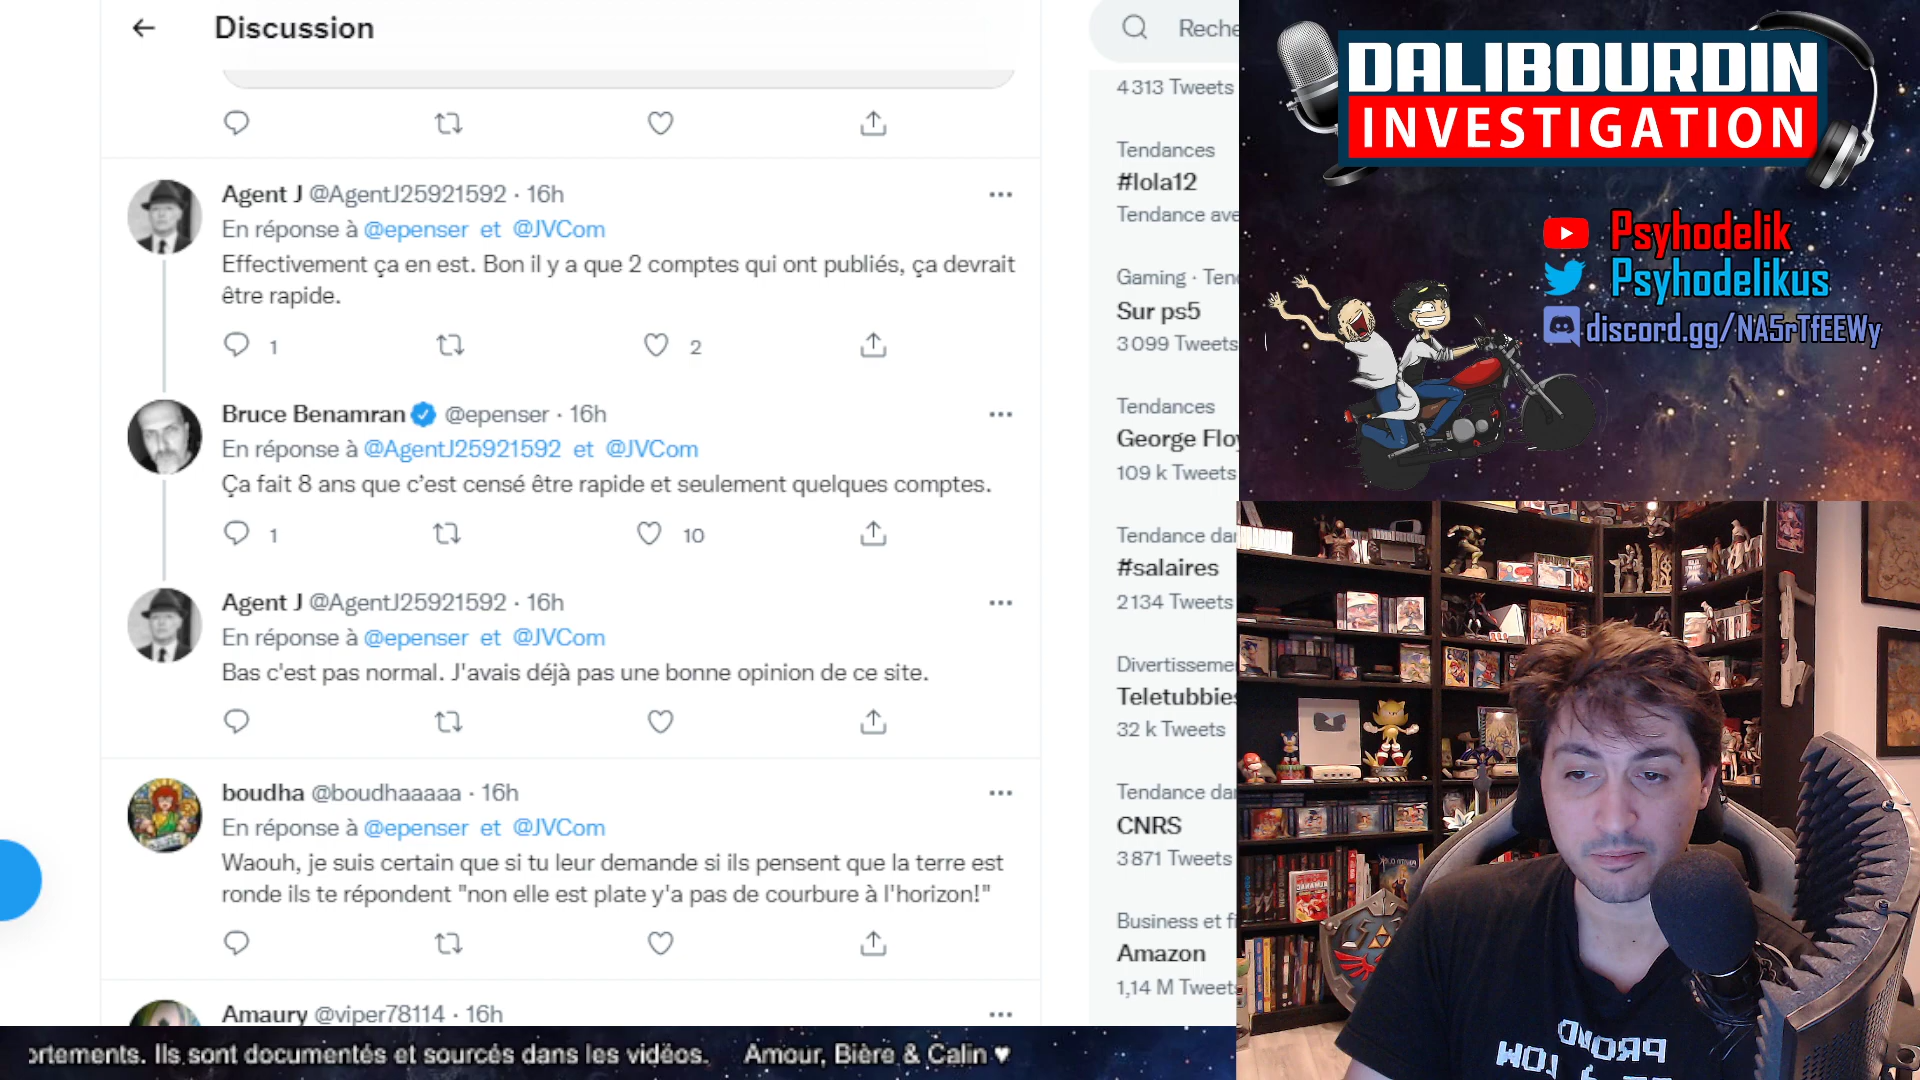 Discussion
Agent J @AgentJ25921592 · 16h
En réponse à @epenser et @JVCom
Effectivement ça en est. Bon il y a que 2 comptes qui ont publiés, ça devrait
être rapide.
1
2
Bruce Benamran @epenser · 16h
En réponse à @AgentJ25921592 et @JVCom
Ça fait 8 ans que c’est censé être rapide et seulement quelques comptes.
1
10
Agent J @AgentJ25921592 · 16h
En réponse à @epenser et @JVCom
Bas c'est pas normal. J'avais déjà pas une bonne opinion de ce site.
boudha @boudhaaaaa · 16h
En réponse à @epenser et @JVCom
Waouh, je suis certain que si tu leur demande si ils pensent que la terre est
ronde ils te répondent "non elle est plate y'a pas de courbure à l'horizon!"
Amaury @viper78114 · 16h
Reche
4 313 Tweets
Tendances
#lola12
Tendance ave
Gaming · Ten
Sur ps5
3 099 Tweets
Tendances
George Floy
109 k Tweets
Tendance da
#salaires
2 134 Tweets
Divertisseme
Teletubbies
32 k Tweets
Tendance da
CNRS
3 871 Tweets
Business et fi
Amazon
1,14 M Tweet
DALIBOURDIN
INVESTIGATION
Psyhodelik
Psyhodelikus
discord.gg/NA5rTfEEWy
ortements. Ils sont documentés et sourcés dans les vidéos. Amour, Bière & Calin ♥